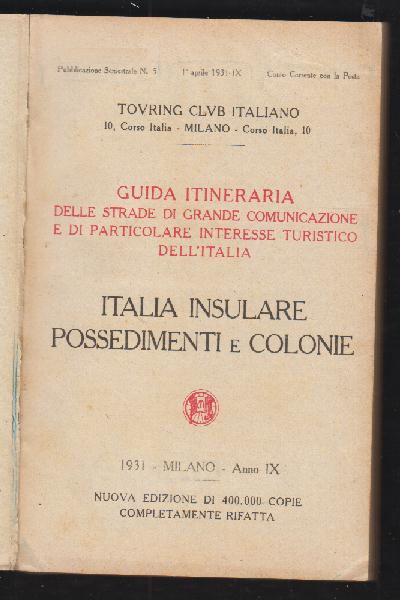 Pubblicazione Semestrale N. 5 1° aprile 1931-IX Conto Corrente con la Posta
TOVRING CLVB ITALIANO
10, Corso Italia - MILANO - Corso Italia, 10
GUIDA ITINERARIA
DELLE STRADE DI GRANDE COMUNICAZIONE
E DI PARTICOLARE INTERESSE TURISTICO
DELL'ITALIA
ITALIA INSULARE
POSSEDIMENTI E COLONIE
1931 - MILANO - Anno IX
NUOVA EDIZIONE DI 400.000 COPIE
COMPLETAMENTE RIFATTA